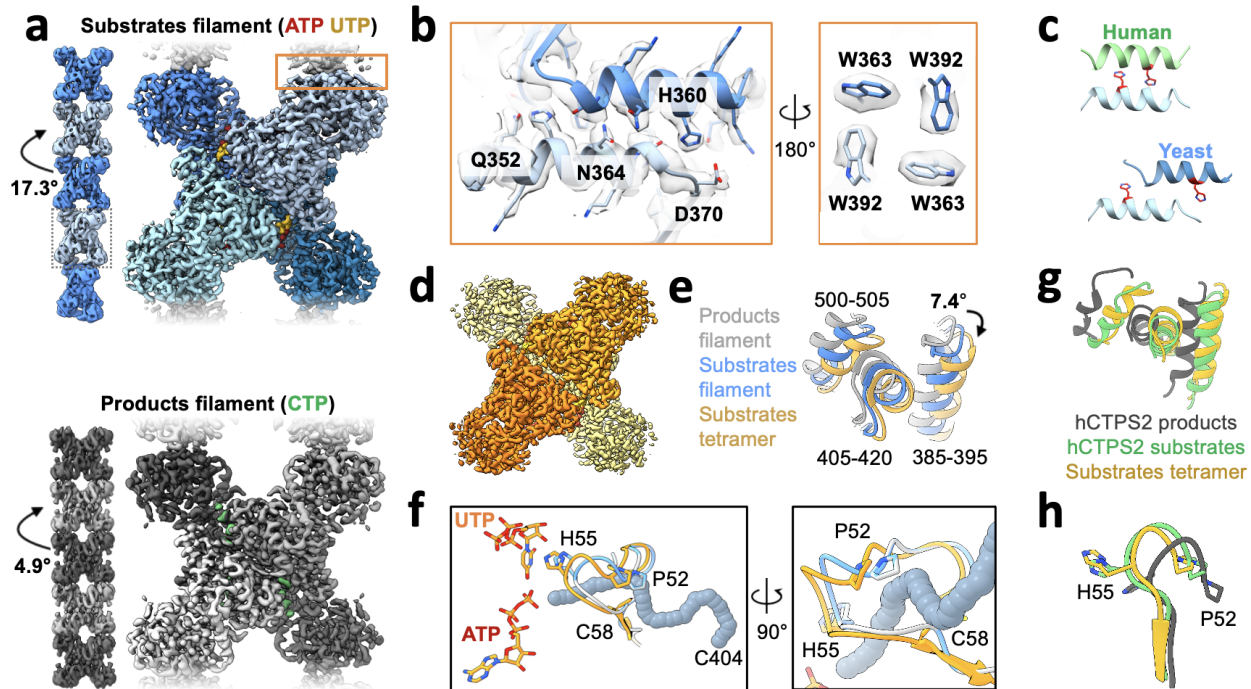 a
Substrates filament (ATP UTP)
17.3°
Products filament (CTP)
4.9°
b
H360
Q352
N364
D370
180°
W363
W392
W392
W363
c
Human
Yeast
d
e
Products
filament
Substrates
filament
Substrates
tetramer
500-505
7.4°
405-420
385-395
f
UTP
H55
P52
ATP
C58
C404
90°
P52
H55
C58
g
hCTPS2 products
hCTPS2 substrates
Substrates tetramer
h
H55
P52